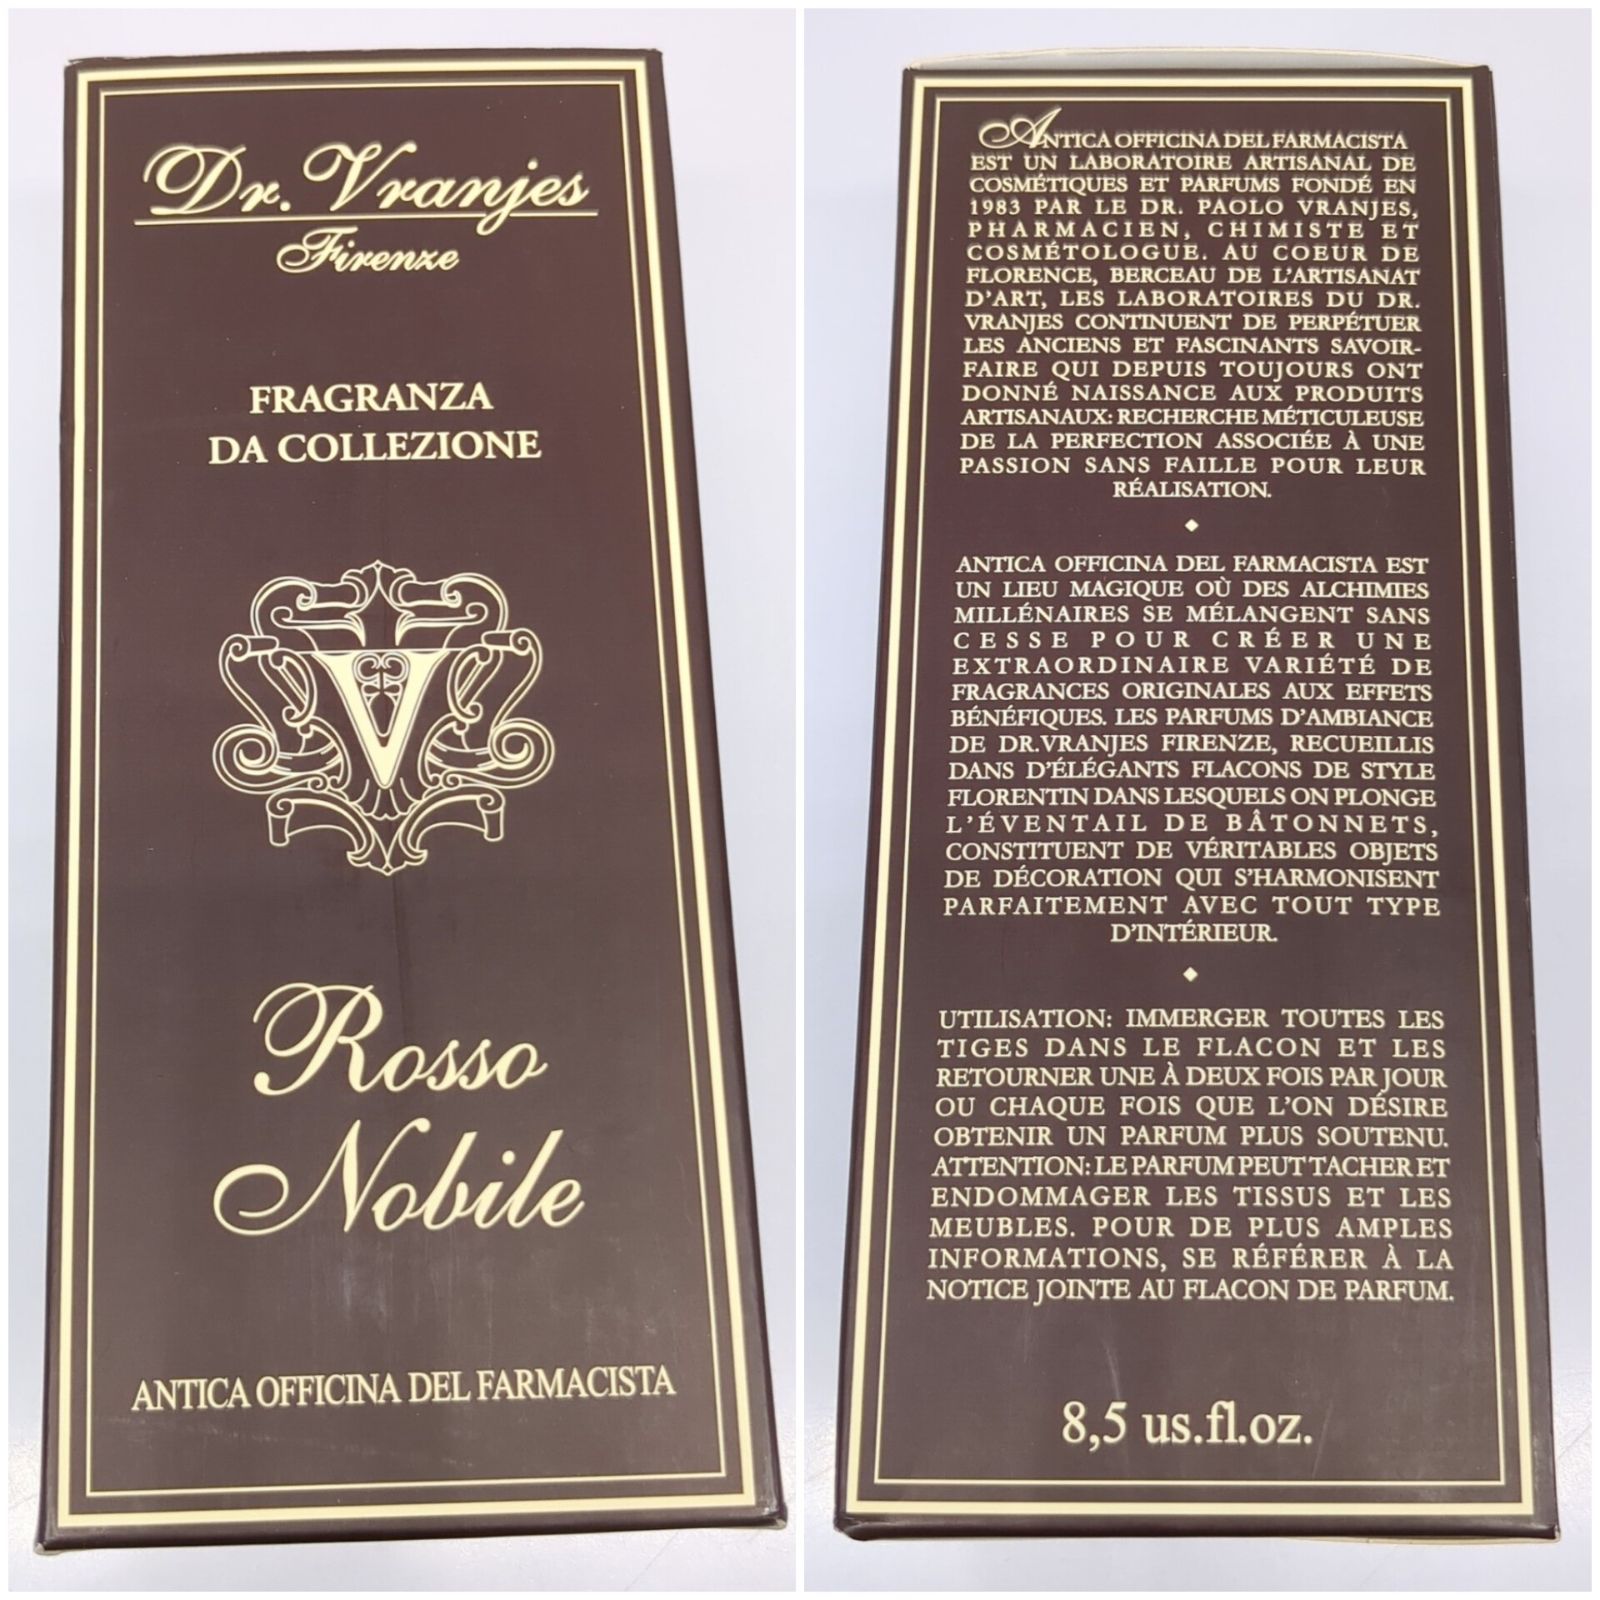 Dr. Vranjes
Firenze
FRAGRANZA
DA COLLEZIONE
V
Rosso
Nobile
ANTICA OFFICINA DEL FARMACISTA
ANTICA OFFICINA DEL FARMACISTA
EST UN LABORATOIRE ARTISANAL DE
COSMÉTIQUES ET PARFUMS FONDÉ EN
1983 PAR LE DR. PAOLO VRANJES,
PHARMACIEN, CHIMISTE ET
COSMÉTOLOGUE. AU COEUR DE
FLORENCE, BERCEAU DE L'ARTISANAT
D'ART, LES LABORATOIRES DU DR.
VRANJES CONTINUENT DE PERPÉTUER
LES ANCIENS ET FASCINANTS SAVOIR-
FAIRE QUI DEPUIS TOUJOURS ONT
DONNÉ NAISSANCE AUX PRODUITS
ARTISANAUX: RECHERCHE MÉTICULEUSE
DE LA PERFECTION ASSOCIÉE À UNE
PASSION SANS FAILLE POUR LEUR
RÉALISATION.
ANTICA OFFICINA DEL FARMACISTA EST
UN LIEU MAGIQUE OÙ DES ALCHIMIES
MILLÉNAIRES SE MÉLANGENT SANS
CESSE POUR CRÉER UNE
EXTRAORDINAIRE VARIÉTÉ DE
FRAGRANCES ORIGINALES AUX EFFETS
BÉNÉFIQUES. LES PARFUMS D'AMBIANCE
DE DR.VRANJES FIRENZE, RECUEILLIS
DANS D'ÉLÉGANTS FLACONS DE STYLE
FLORENTIN DANS LESQUELS ON PLONGE
L'ÉVENTAIL DE BÂTONNETS,
CONSTITUENT DE VÉRITABLES OBJETS
DE DÉCORATION QUI S'HARMONISENT
PARFAITEMENT AVEC TOUT TYPE
D'INTÉRIEUR.
UTILISATION: IMMERGER TOUTES LES
TIGES DANS LE FLACON ET LES
RETOURNER UNE À DEUX FOIS PAR JOUR
OU CHAQUE FOIS QUE L'ON DÉSIRE
OBTENIR UN PARFUM PLUS SOUTENU.
ATTENTION: LE PARFUM PEUT TACHER ET
ENDOMMAGER LES TISSUS ET LES
MEUBLES. POUR DE PLUS AMPLES
INFORMATIONS, SE RÉFÉRER À LA
NOTICE JOINTE AU FLACON DE PARFUM.
8,5 us.fl.oz.